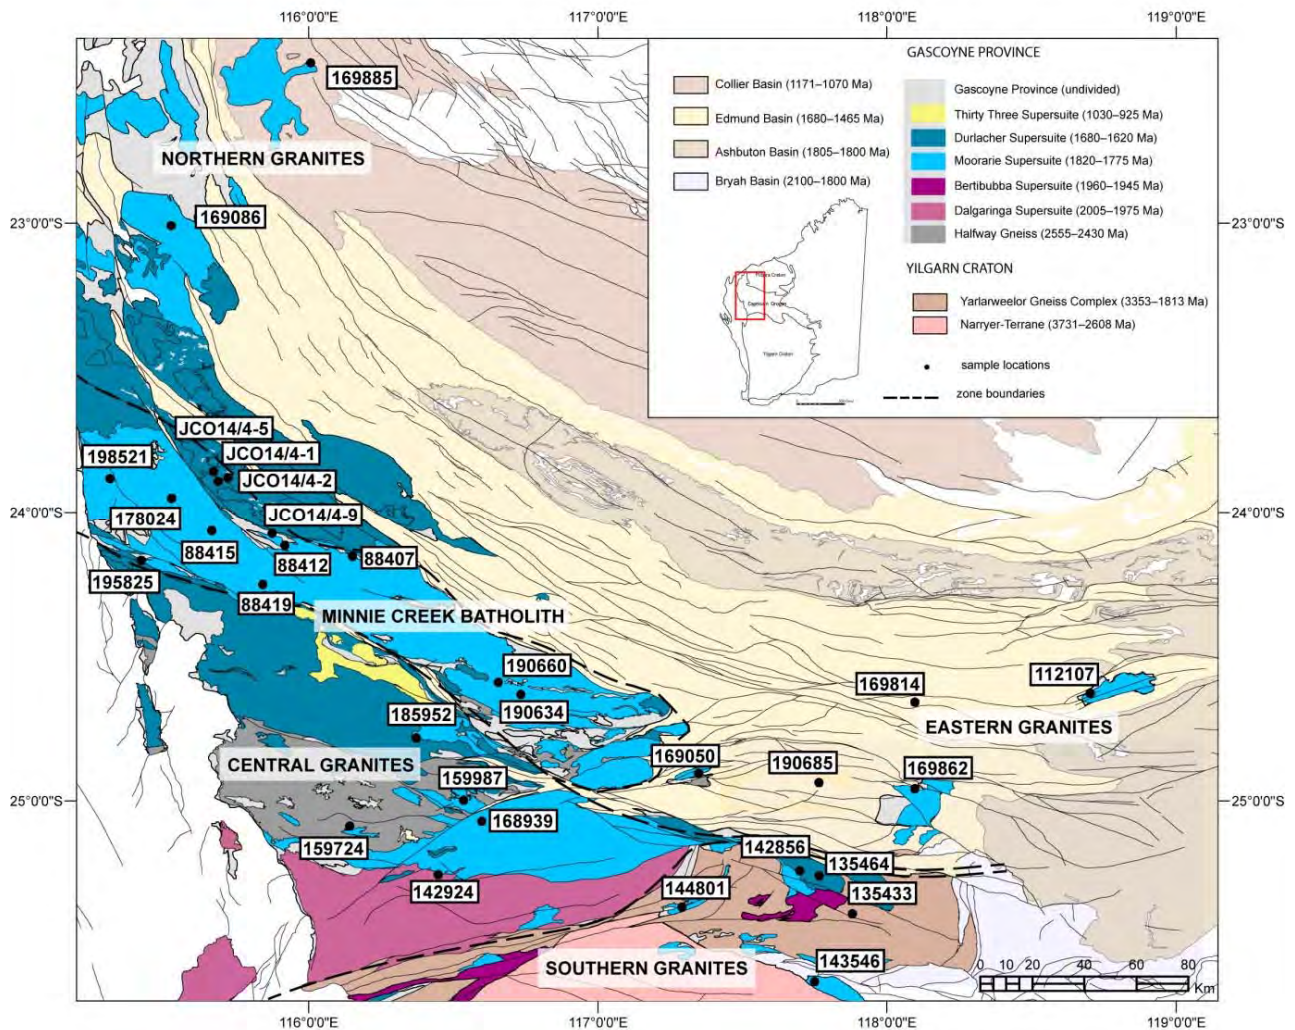 116°0'0"E
117°0'0"E
118°0'0"E
119°0'0"E
GASCOYNE PROVINCE
Collier Basin (1171–1070 Ma)
Edmund Basin (1680–1465 Ma)
Ashbuton Basin (1805–1800 Ma)
Bryah Basin (2100–1800 Ma)
Gascoyne Province (undivided)
Thirty Three Supersuite (1030–925 Ma)
Durlacher Supersuite (1680–1620 Ma)
Moorarie Supersuite (1820–1775 Ma)
Bertibubba Supersuite (1960–1945 Ma)
Dalgaringa Supersuite (2005–1975 Ma)
Halfway Gneiss (2555–2430 Ma)
YILGARN CRATON
Yarlarweelor Gneiss Complex (3353–1813 Ma)
Narryer-Terrane (3731–2608 Ma)
sample locations
zone boundaries
Yilgarn Craton
169885
NORTHERN GRANITES
169086
23°0'0"S
23°0'0"S
JCO14/4-5
JCO14/4-1
198521
JCO14/4-2
24°0'0"S
24°0'0"S
178024
JCO14/4-9
88415
88412
88407
195825
88419
MINNIE CREEK BATHOLITH
190660
112107
169814
190634
185952
EASTERN GRANITES
CENTRAL GRANITES
169050
190685
169862
159987
25°0'0"S
25°0'0"S
168939
159724
142856
135464
142924
144801
135433
143546
SOUTHERN GRANITES
0 20 40 60 80
Km
116°0'0"E
117°0'0"E
118°0'0"E
119°0'0"E